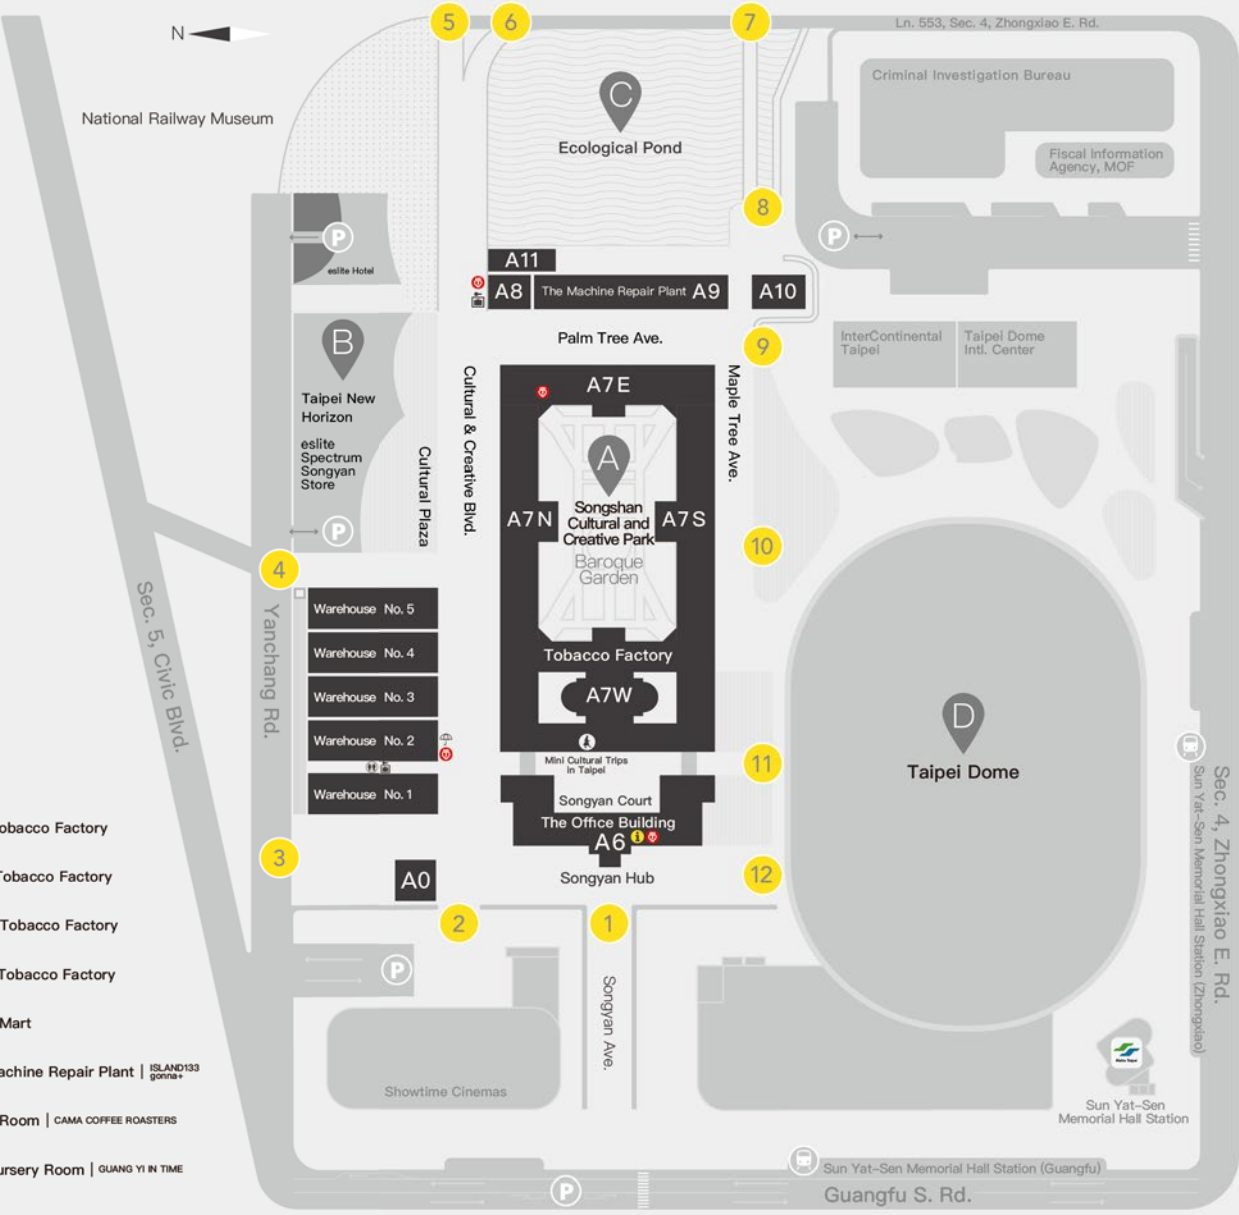 5
6
7
Ln. 553, Sec. 4, Zhongxiao E. Rd.
N
National Railway Museum
C
Ecological Pond
Criminal Investigation Bureau
Fiscal Information
Agency, MOF
8
P
eslite Hotel
P
A11
A8
The Machine Repair Plant A9
A10
Palm Tree Ave.
9
InterContinental
Taipei
Taipei Dome
Intl. Center
B
Taipei New
Horizon
eslite
Spectrum
Songyan
Store
P
Cultural Plaza
Cultural & Creative Blvd.
Maple Tree Ave.
A7E
A
A7N
Songshan
Cultural and
Creative Park
A7S
Baroque
Garden
10
4
Sec. 5, Civic Blvd.
Yanchang Rd.
Warehouse No. 5
Warehouse No. 4
Warehouse No. 3
Warehouse No. 2
Warehouse No. 1
Tobacco Factory
A7W
Mini Cultural Trips
in Taipei
11
Songyan Court
The Office Building
A6
i
Songyan Hub
12
D
Taipei Dome
Sun Yat-Sen Memorial Hall Station (Zhongxiao)
Sec. 4, Zhongxiao E. Rd.
3
A0
2
1
P
Songyan Ave.
Showtime Cinemas
Metro Taipei
Sun Yat-Sen
Memorial Hall Station
Sun Yat-Sen Memorial Hall Station (Guangfu)
P
Guangfu S. Rd.
obacco Factory
Tobacco Factory
Tobacco Factory
Tobacco Factory
Mart
achine Repair Plant | ISLAND133
gonna+
Room | CAMA COFFEE ROASTERS
ursery Room | GUANG YI IN TIME